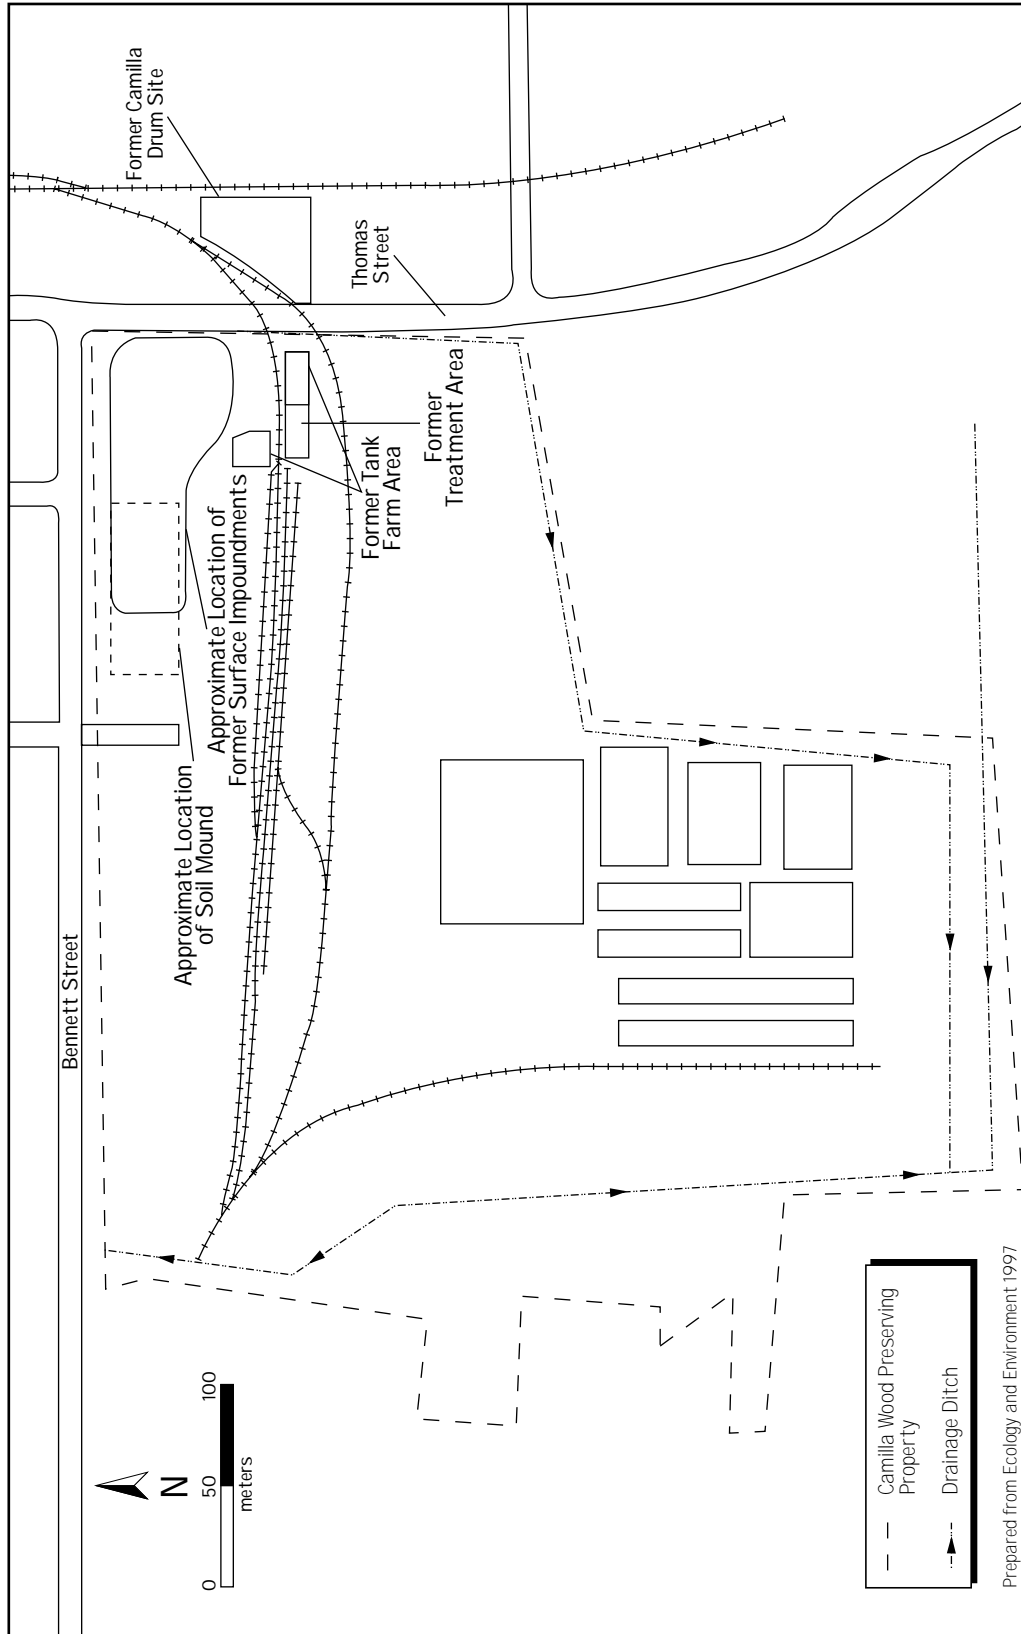 Former Camilla
Drum Site
Thomas
Street
Former
Treatment Area
Former Tank
Farm Area
Approximate Location of
Former Surface Impoundments
Approximate Location
of Soil Mound
Bennett Street
N
0
50
100
meters
Camilla Wood Preserving
Property
Drainage Ditch
Prepared from Ecology and Environment 1997